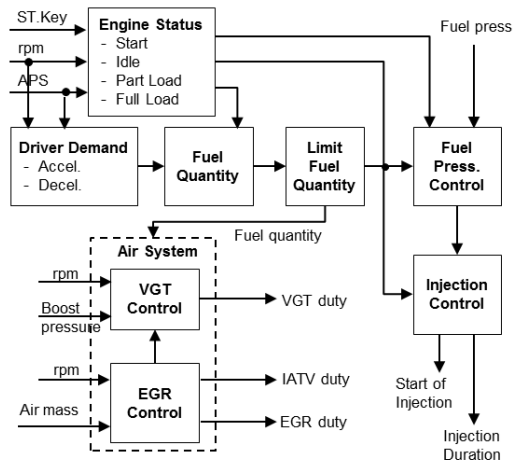 ST.Key
rpm
APS
Engine Status
- Start
- Idle
- Part Load
- Full Load
Fuel press
Driver Demand
- Accel.
- Decel.
Fuel
Quantity
Limit
Fuel
Quantity
Fuel
Press.
Control
Fuel quantity
Air System
rpm
Boost
pressure
VGT
Control
VGT duty
Injection
Control
rpm
Air mass
EGR
Control
IATV duty
EGR duty
Start of
Injection
Injection
Duration